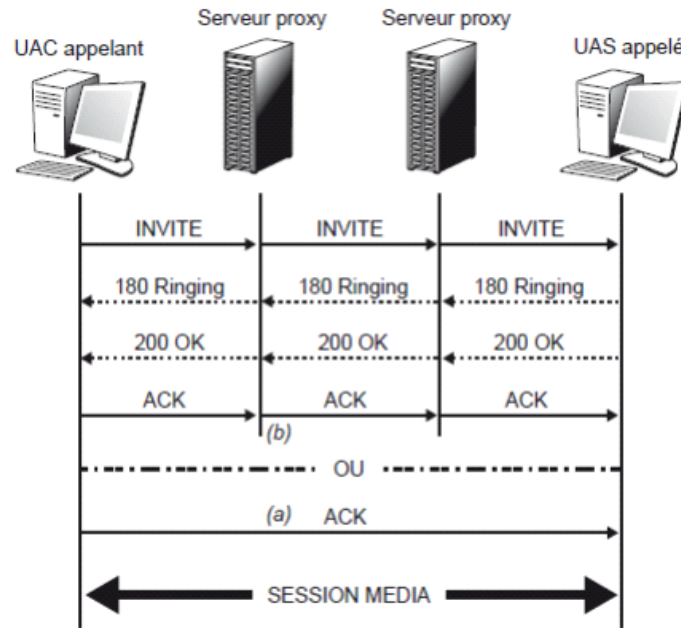 Serveur proxy Serveur proxy
UAC appelant UAS appelé
INVITE INVITE INVITE
180 Ringing 180 Ringing 180 Ringing
200 OK 200 OK 200 OK
ACK ACK ACK
(b)
OU
(a) ACK
SESSION MEDIA